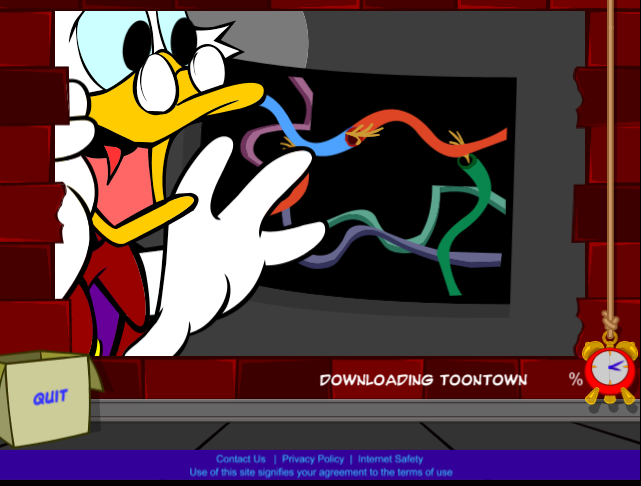 DOWNLOADING TOONTOWN %
QUIT
Contact Us | Privacy Policy | Internet Safety
Use of this site signifies your agreement to the terms of use